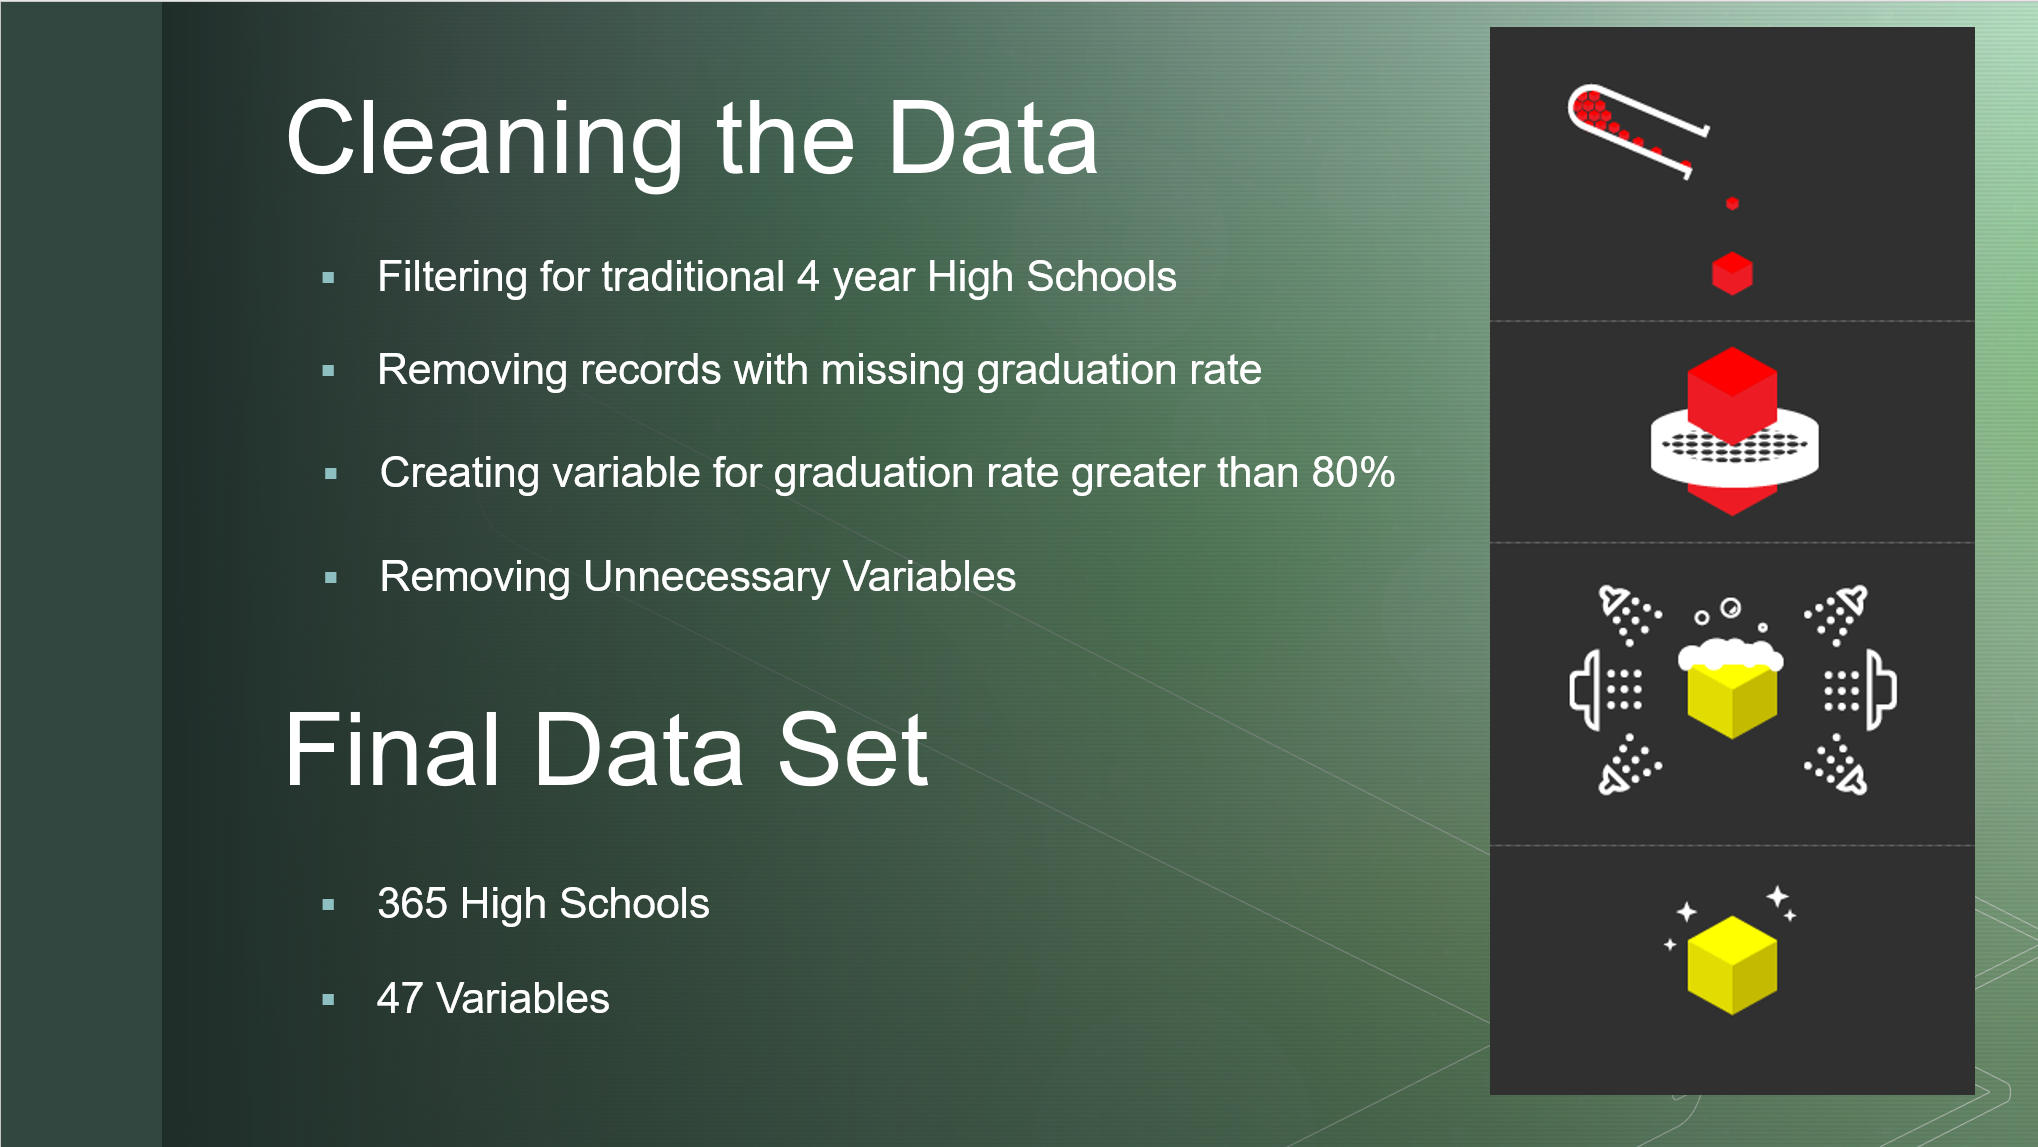 Cleaning the Data
Filtering for traditional 4 year High Schools
Removing records with missing graduation rate
Creating variable for graduation rate greater than 80%
Removing Unnecessary Variables
Final Data Set
365 High Schools
47 Variables